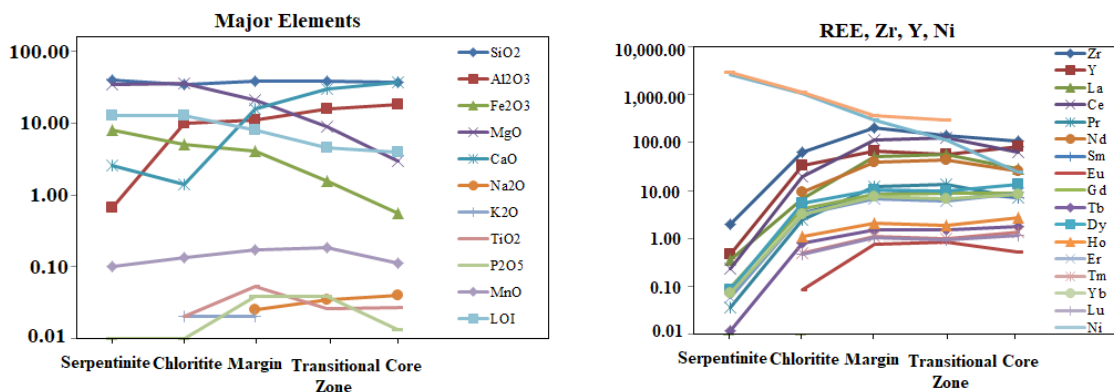 Major Elements
100.00
10.00
1.00
0.10
0.01
Serpentinite Chloritite Margin Transitional Core
Zone
SiO2
Al2O3
Fe2O3
MgO
CaO
Na2O
K2O
TiO2
P2O5
MnO
LOI
REE, Zr, Y, Ni
10,000.00
1,000.00
100.00
10.00
1.00
0.10
0.01
Serpentinite Chloritite Margin Transitional Core
Zone
Zr
Y
La
Ce
Pr
Nd
Sm
Eu
Gd
Tb
Dy
Ho
Er
Tm
Yb
Lu
Ni